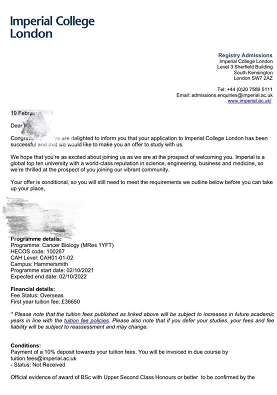 Imperial College
London
Registry Admissions
Imperial College London
Level 3 Sherfield Building
South Kensington
London SW7 2AZ
Tel: +44 (0)20 7589 5111
Email: admissions.enquiries@imperial.ac.uk
www.imperial.ac.uk/
19
Dear
are delighted to inform you that your application to Imperial College London has been
successful and that we would like to make you an offer to study with us.
We hope that you're as excited about joining us as we are at the prospect of welcoming you. Imperial is a
global top ten university with a world-class reputation in science, engineering, business and medicine, so
we're thrilled at the prospect of you joining our vibrant community.
Your offer is conditional, so you will still need to meet the requirements we outline below before you can take
up your place.
Programme details:
Programme: Cancer Biology (MRes 1YFT)
HECOS code: 100267
CAH Level: CAH01-01-02
Campus: Hammersmith
Programme start date: 02/10/2021
Expected end date: 02/10/2022
Financial details:
Fee Status: Overseas
First year tuition fee: £36650
* Please note that the tuition fees published as linked above will be subject to increases in future academic
years in line with the tuition fee policies. Please also note that if you defer your studies, your fees and fee
liability will be subject to reassessment and may change.
Conditions:
Payment of a 10% deposit towards your tuition fees. You will be invoiced in due course by
tuition.fees@imperial.ac.uk
- Status: Not Received
Official evidence of award of BSc with Upper Second Class Honours or better to be confirmed by the